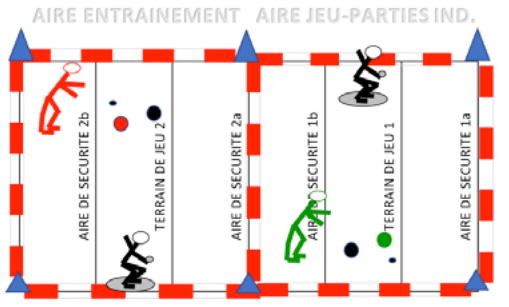 AIRE ENTRAINEMENT
AIRE JEU-PARTIES IND.
AIRE DE SECURITE 2b
TERRAIN DE JEU 2
AIRE DE SECURITE 2a
AIRE DE SECURITE 1b
TERRAIN DE JEU 1
AIRE DE SECURITE 1a